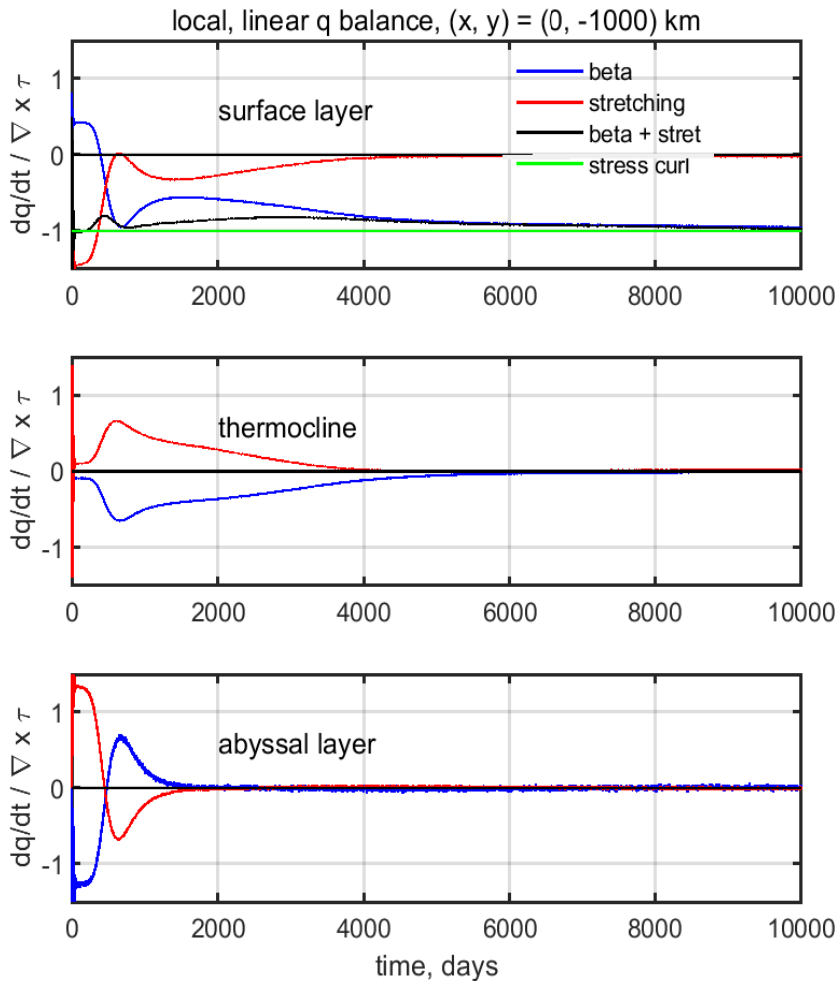 local, linear q balance, (x, y) = (0, -1000) km
dq/dt / ∇ x τ
1
0
-1
surface layer
beta
stretching
beta + stret
stress curl
0 2000 4000 6000 8000 10000
dq/dt / ∇ x τ
1
0
-1
thermocline
0 2000 4000 6000 8000 10000
dq/dt / ∇ x τ
1
0
-1
abyssal layer
0 2000 4000 6000 8000 10000
time, days